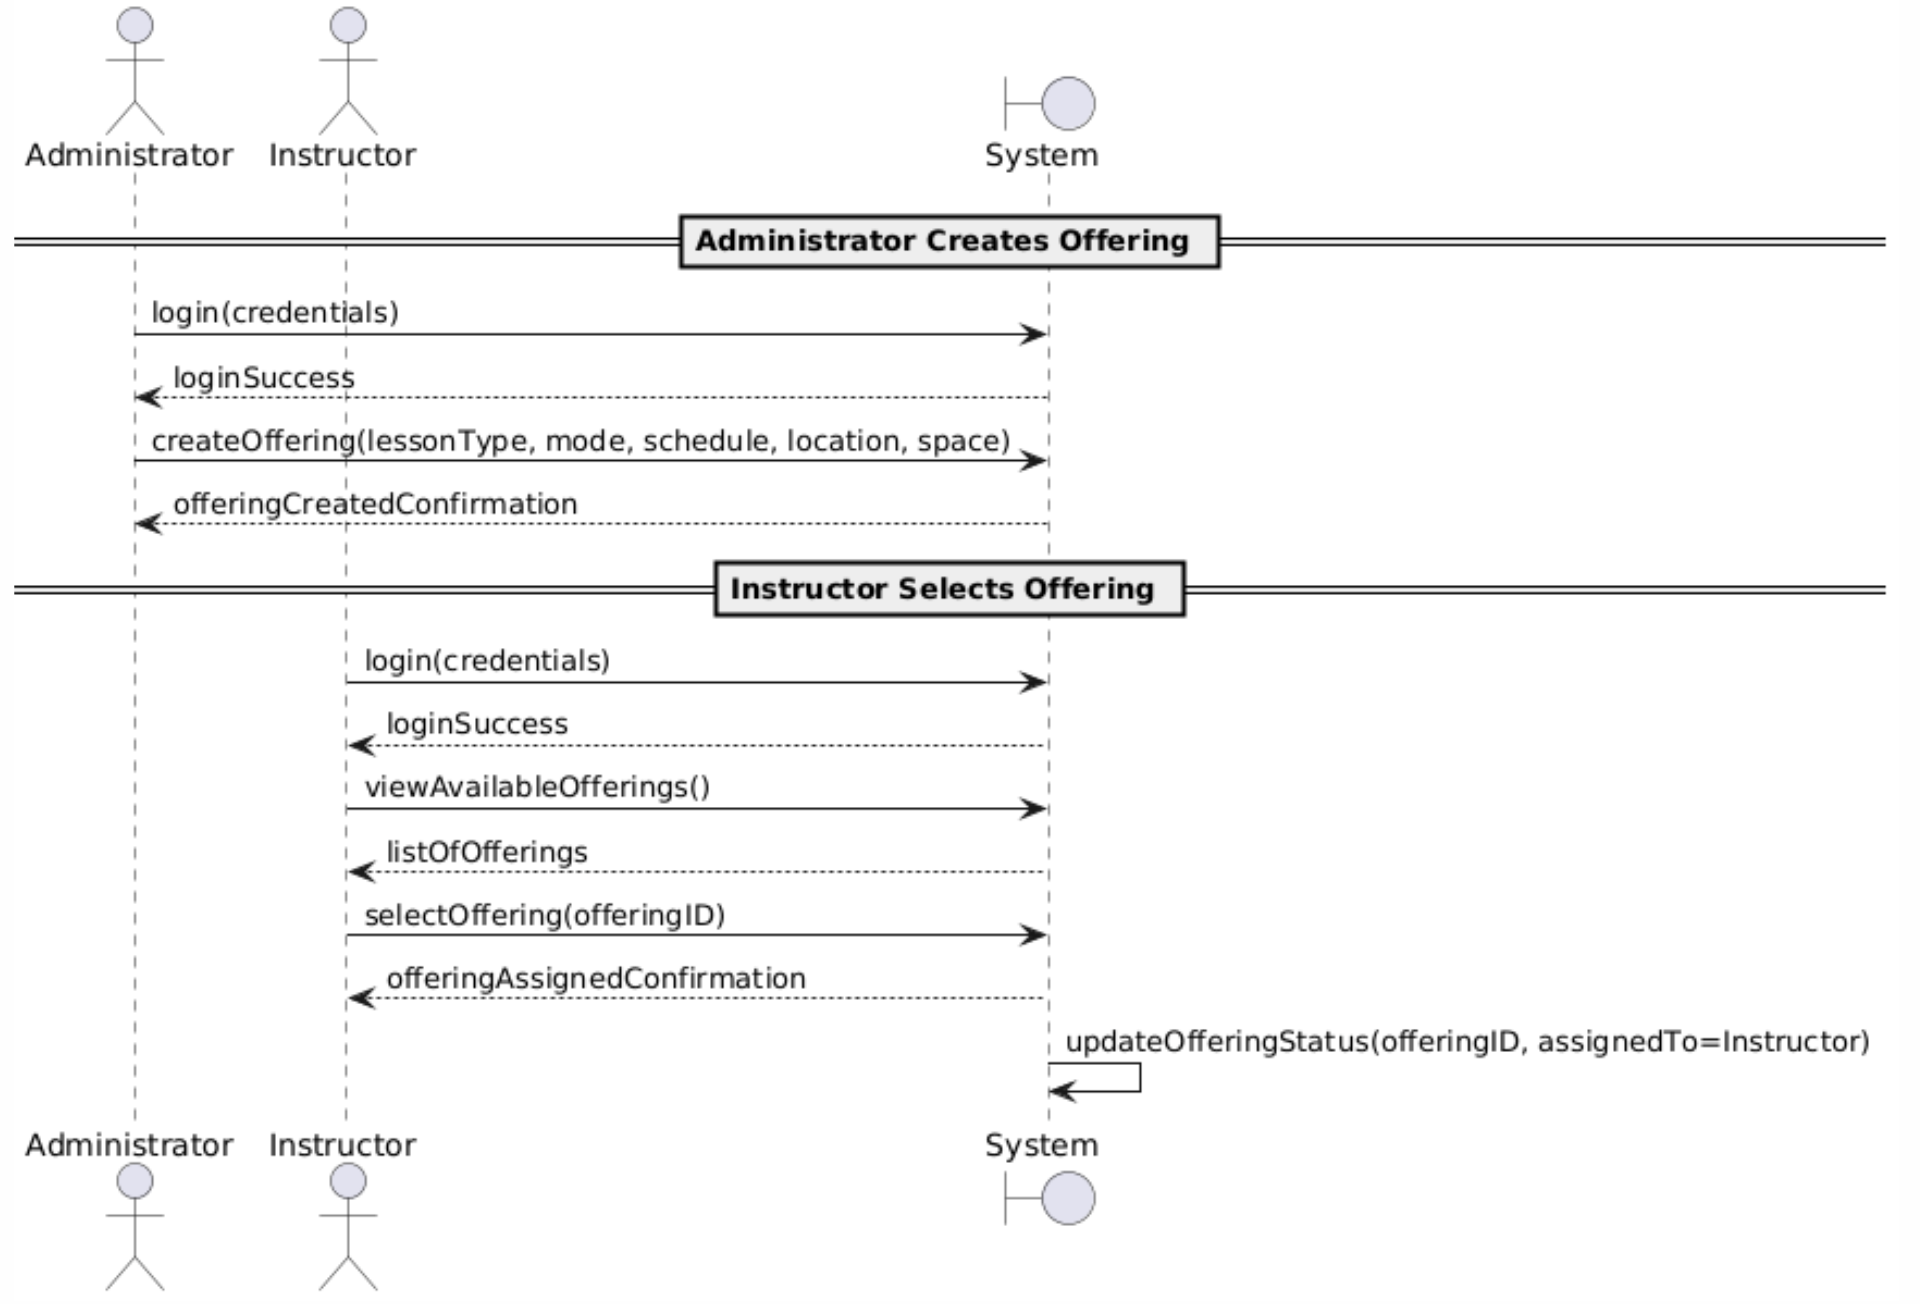 Administrator Instructor System
Administrator Creates Offering
login(credentials)
loginSuccess
createOffering(lessonType, mode, schedule, location, space)
offeringCreatedConfirmation
Instructor Selects Offering
login(credentials)
loginSuccess
viewAvailableOfferings()
listOfOfferings
selectOffering(offeringID)
offeringAssignedConfirmation
updateOfferingStatus(offeringID, assignedTo=Instructor)
Administrator Instructor System